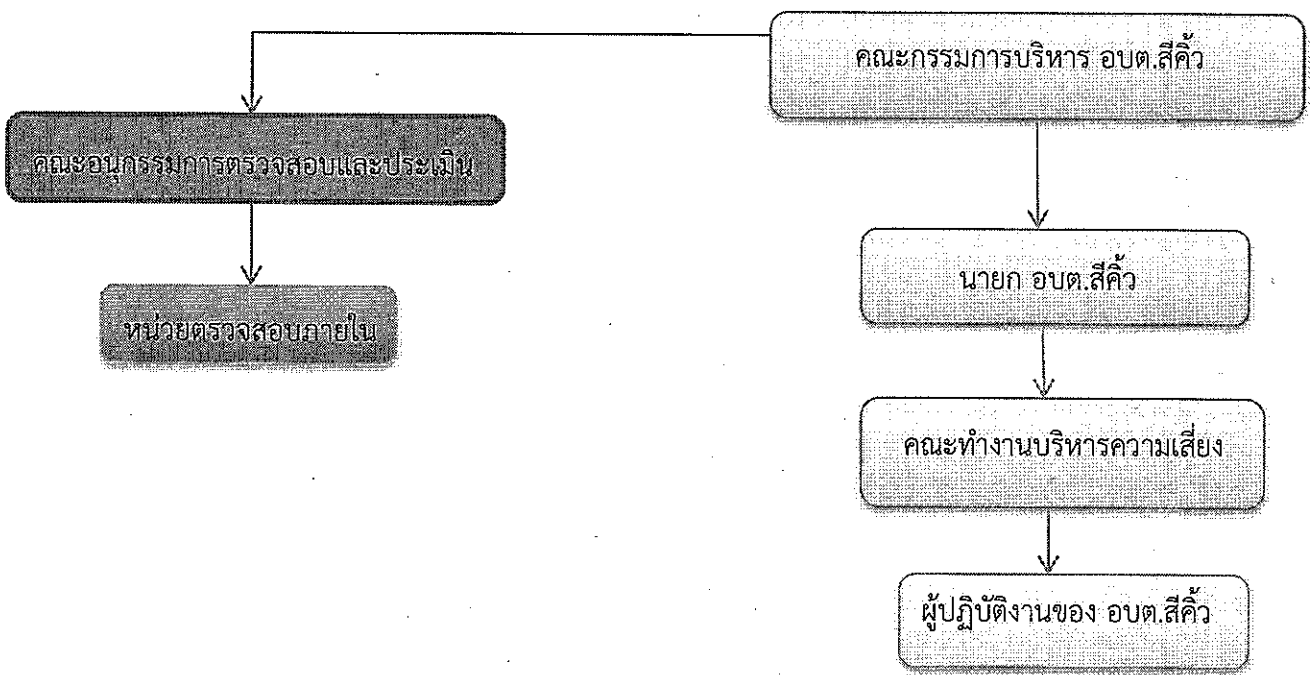 คณะกรรมการบริหาร อบต.สีคิ้ว
คณะอนุกรรมการตรวจสอบและประเมิน
นายก อบต.สีคิ้ว
หน่วยตรวจสอบภายใน
คณะทำงานบริหารความเสี่ยง
ผู้ปฏิบัติงานของ อบต.สีคิ้ว